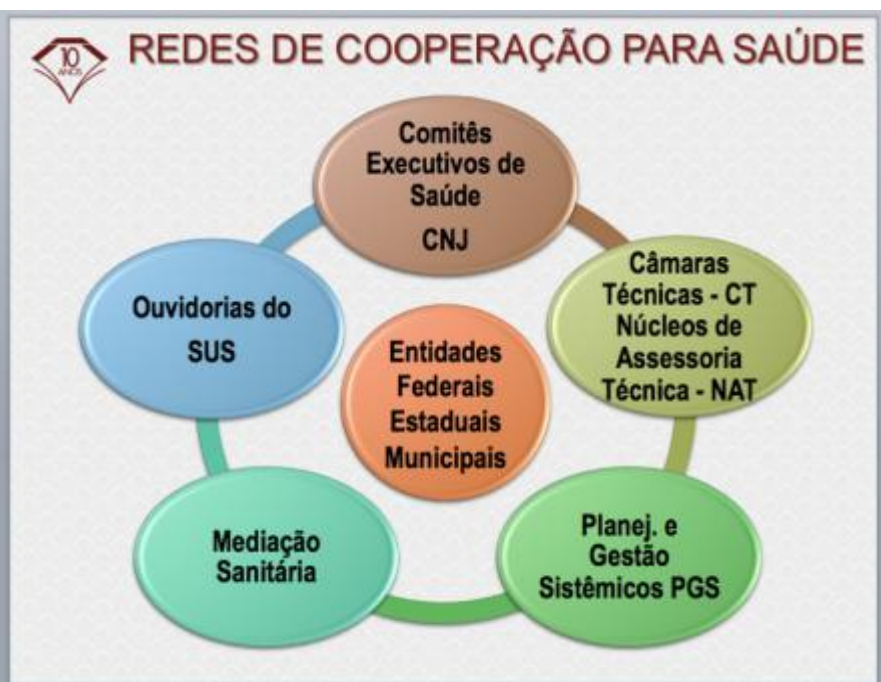 10
ANOS
REDES DE COOPERAÇÃO PARA SAÚDE
Comitês
Executivos de
Saúde
CNJ
Câmaras
Técnicas - CT
Núcleos de
Assessoria
Técnica - NAT
Ouvidorias do
SUS
Entidades
Federais
Estaduais
Municipais
Mediação
Sanitária
Planej. e
Gestão
Sistêmicos PGS